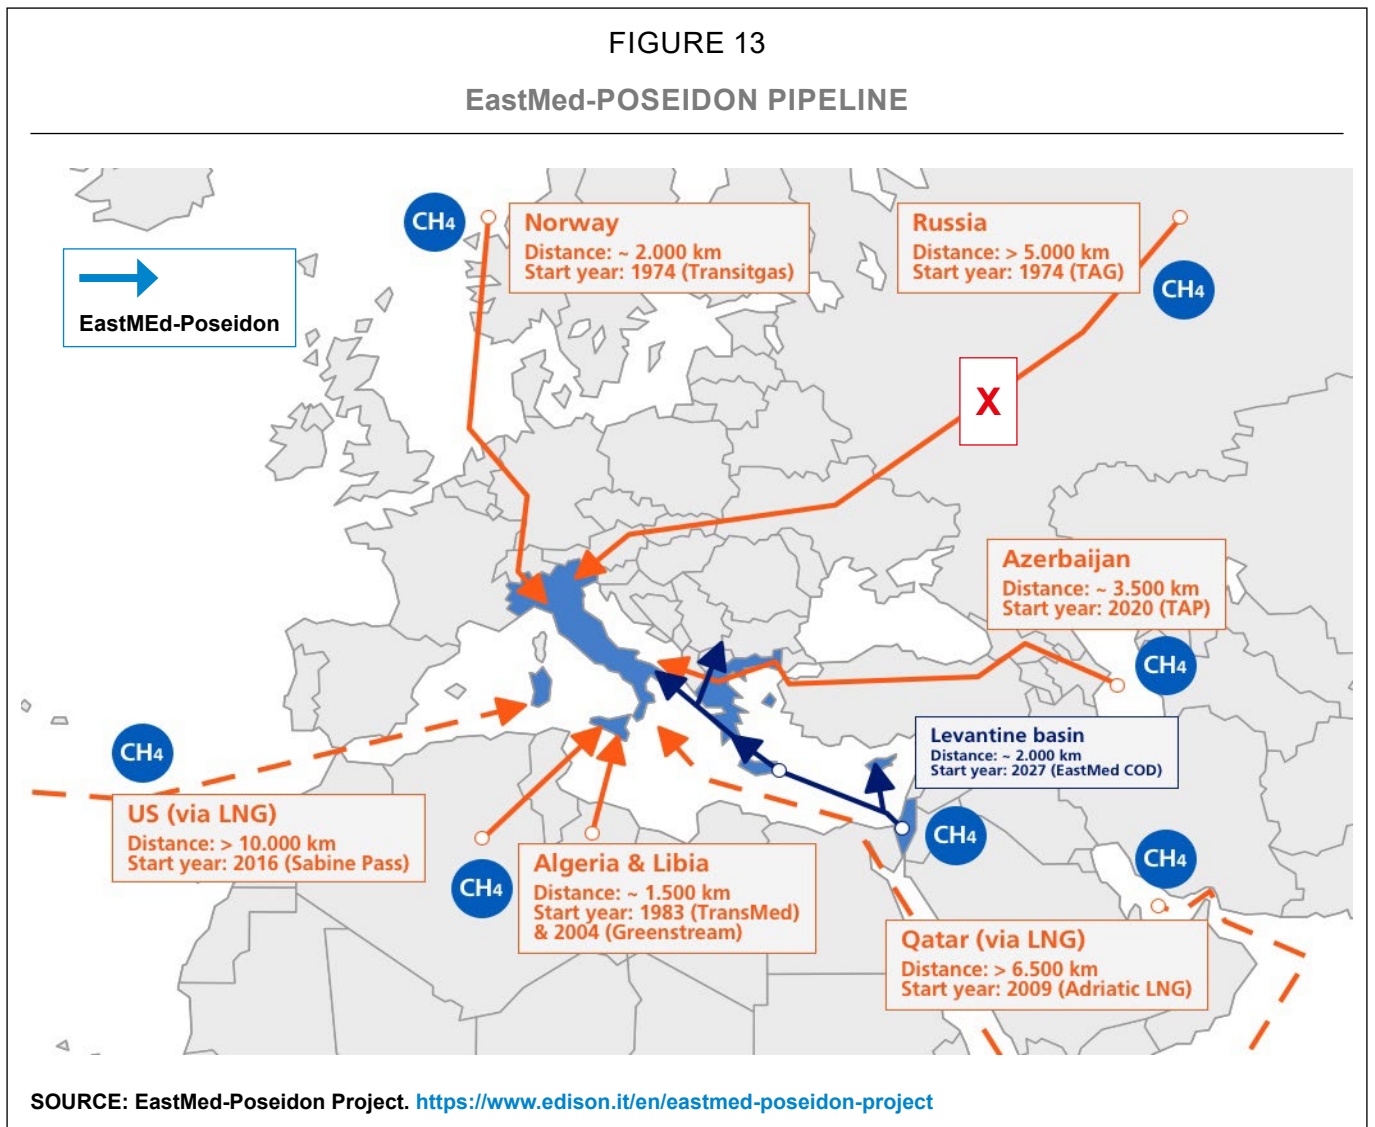 FIGURE 13
EastMed-POSEIDON PIPELINE
CH4
Norway
Distance: ~ 2.000 km
Start year: 1974 (Transitgas)
Russia
Distance: > 5.000 km
Start year: 1974 (TAG)
CH4
EastMEd-Poseidon
X
Azerbaijan
Distance: ~ 3.500 km
Start year: 2020 (TAP)
CH4
Levantine basin
Distance: ~ 2.000 km
Start year: 2027 (EastMed COD)
CH4
US (via LNG)
Distance: > 10.000 km
Start year: 2016 (Sabine Pass)
CH4
Algeria & Libia
Distance: ~ 1.500 km
Start year: 1983 (TransMed)
& 2004 (Greenstream)
CH4
CH4
Qatar (via LNG)
Distance: > 6.500 km
Start year: 2009 (Adriatic LNG)
SOURCE: EastMed-Poseidon Project. https://www.edison.it/en/eastmed-poseidon-project